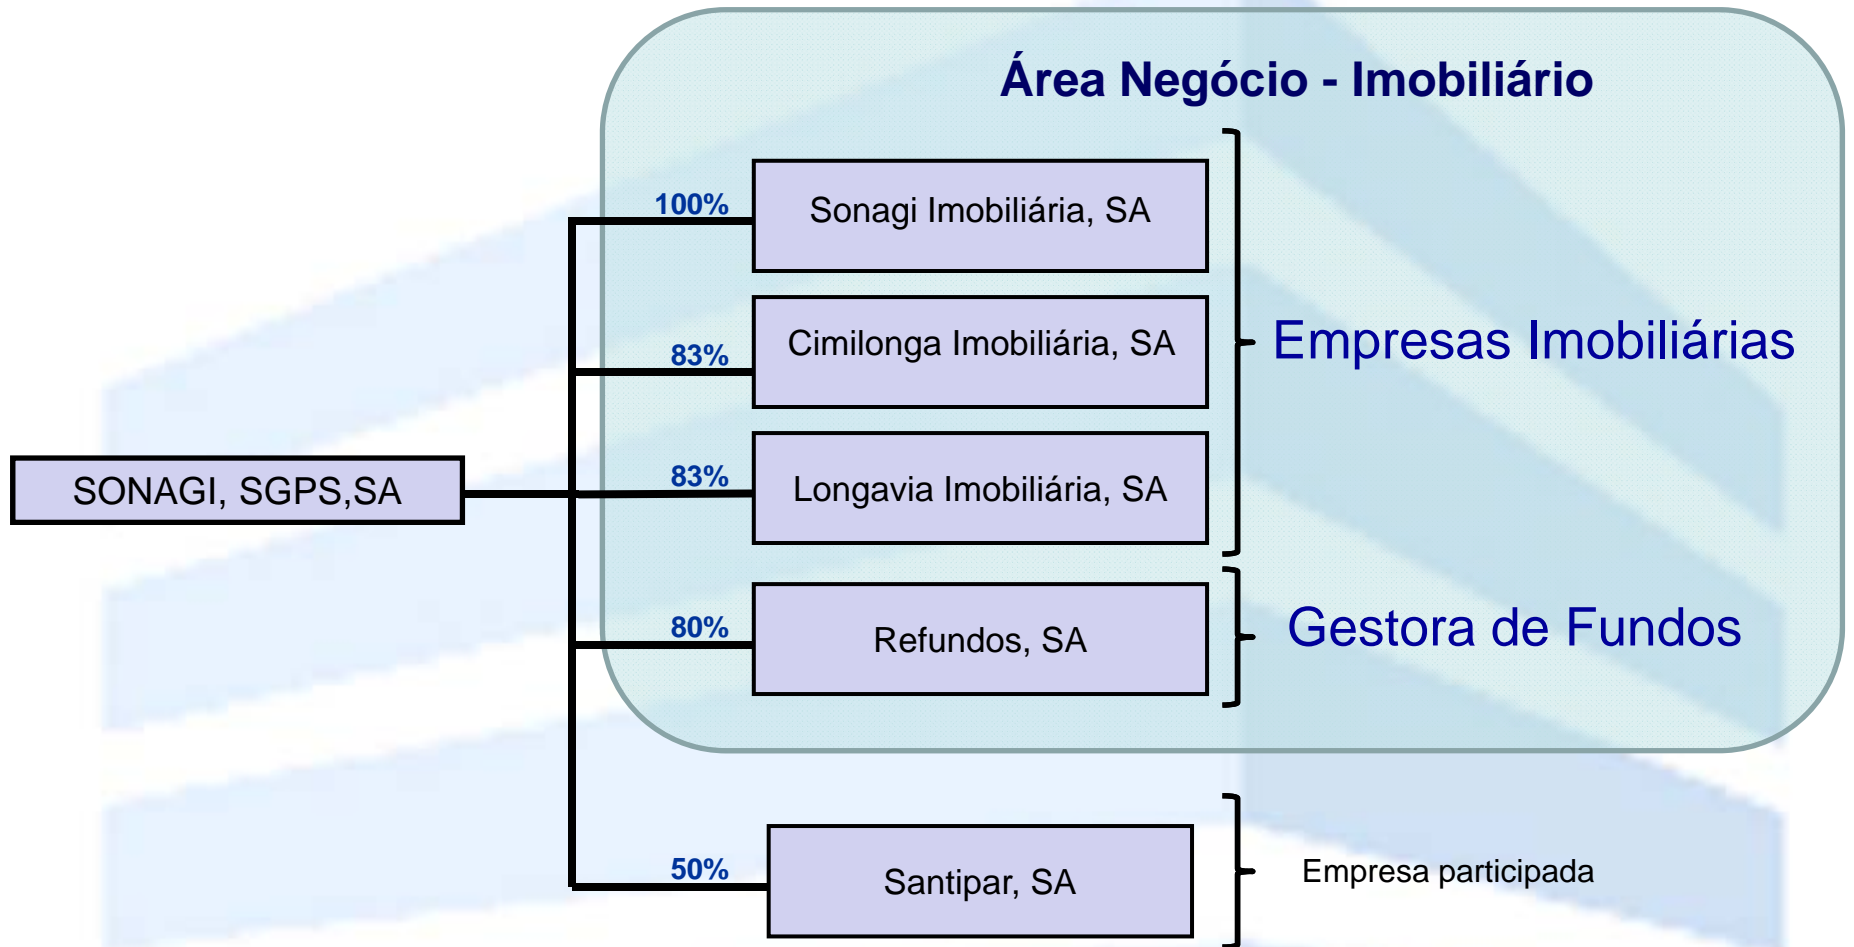 Área Negócio - Imobiliário
100%
Sonagi Imobiliária, SA
83%
Cimilonga Imobiliária, SA
Empresas Imobiliárias
SONAGI, SGPS,SA
83%
Longavia Imobiliária, SA
80%
Refundos, SA
Gestora de Fundos
50%
Santipar, SA
Empresa participada